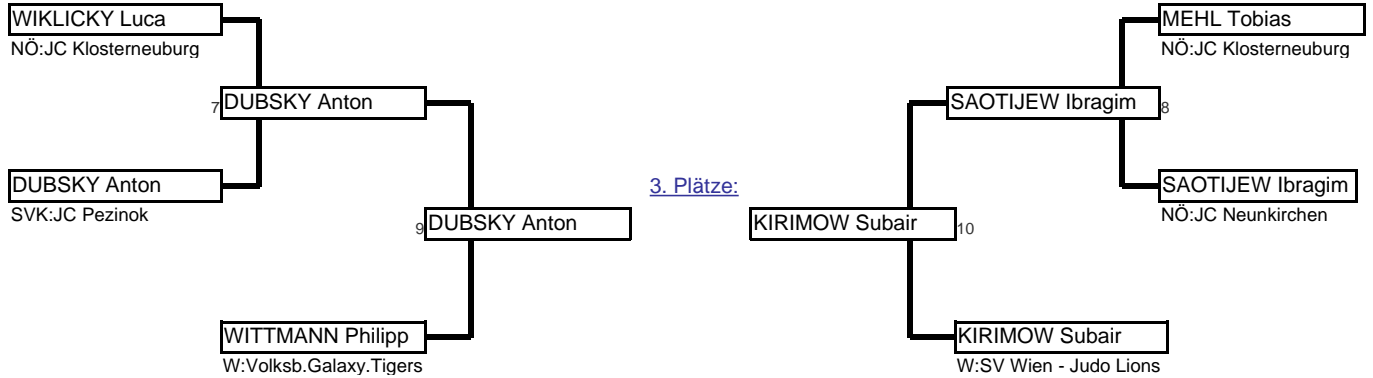 WIKLICKY Luca
NÖ:JC Klosterneuburg
7 DUBSKY Anton
DUBSKY Anton
SVK:JC Pezinok
9 DUBSKY Anton
WITTMANN Philipp
W:Volksb.Galaxy.Tigers
3. Plätze:
MEHL Tobias
NÖ:JC Klosterneuburg
SAOTIJEW Ibragim 8
SAOTIJEW Ibragim
NÖ:JC Neunkirchen
KIRIMOW Subair 10
KIRIMOW Subair
W:SV Wien - Judo Lions